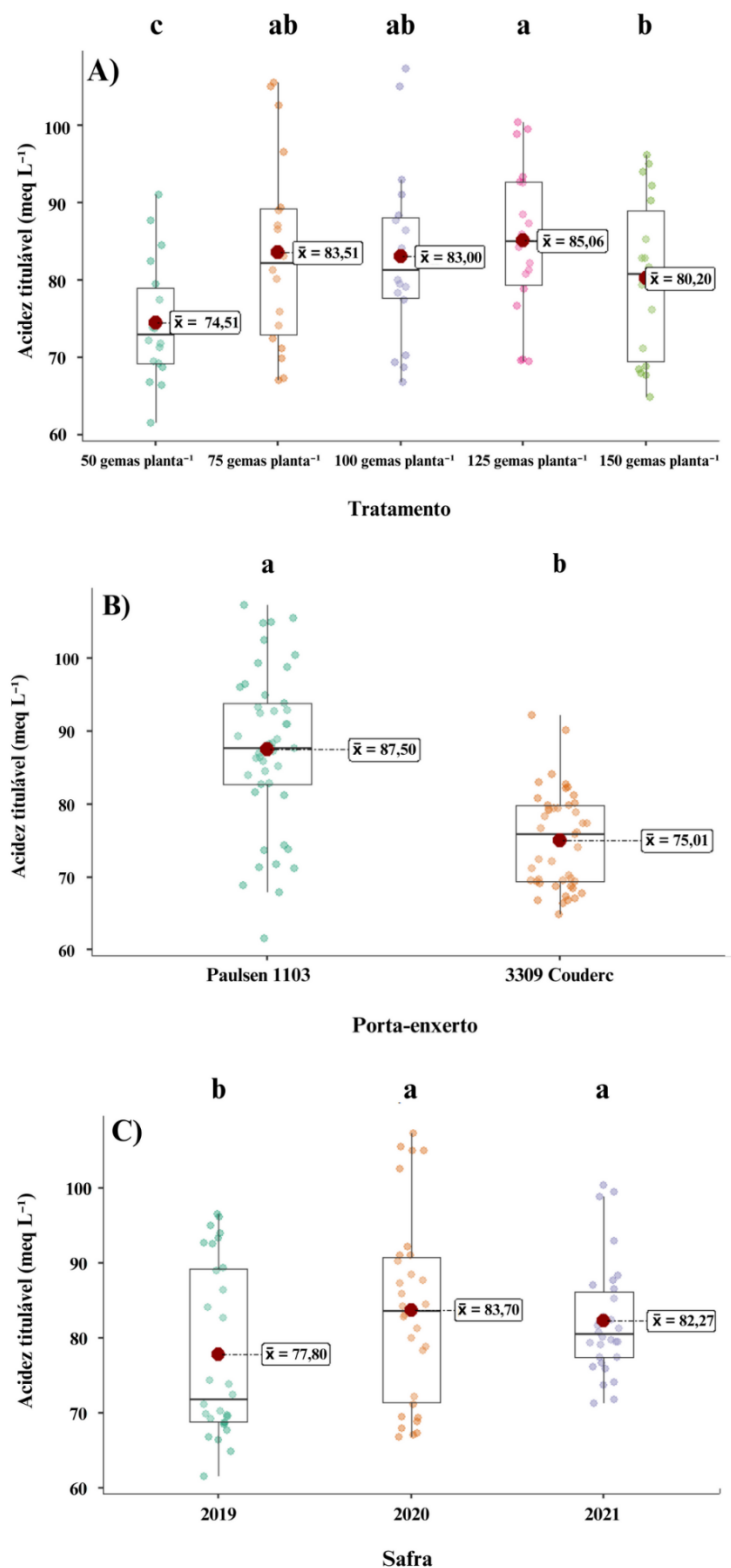 c ab ab a b
A)
Acidez titulável (meq L⁻¹)
100
90
80
70
60
x̄ = 74,51
x̄ = 83,51
x̄ = 83,00
x̄ = 85,06
x̄ = 80,20
50 gemas planta⁻¹ 75 gemas planta⁻¹ 100 gemas planta⁻¹ 125 gemas planta⁻¹ 150 gemas planta⁻¹
Tratamento
a b
B)
Acidez titulável (meq L⁻¹)
100
90
80
70
60
x̄ = 87,50
x̄ = 75,01
Paulsen 1103 3309 Couderc
Porta-enxerto
b a a
C)
Acidez titulável (meq L⁻¹)
100
90
80
70
60
x̄ = 77,80
x̄ = 83,70
x̄ = 82,27
2019 2020 2021
Safra